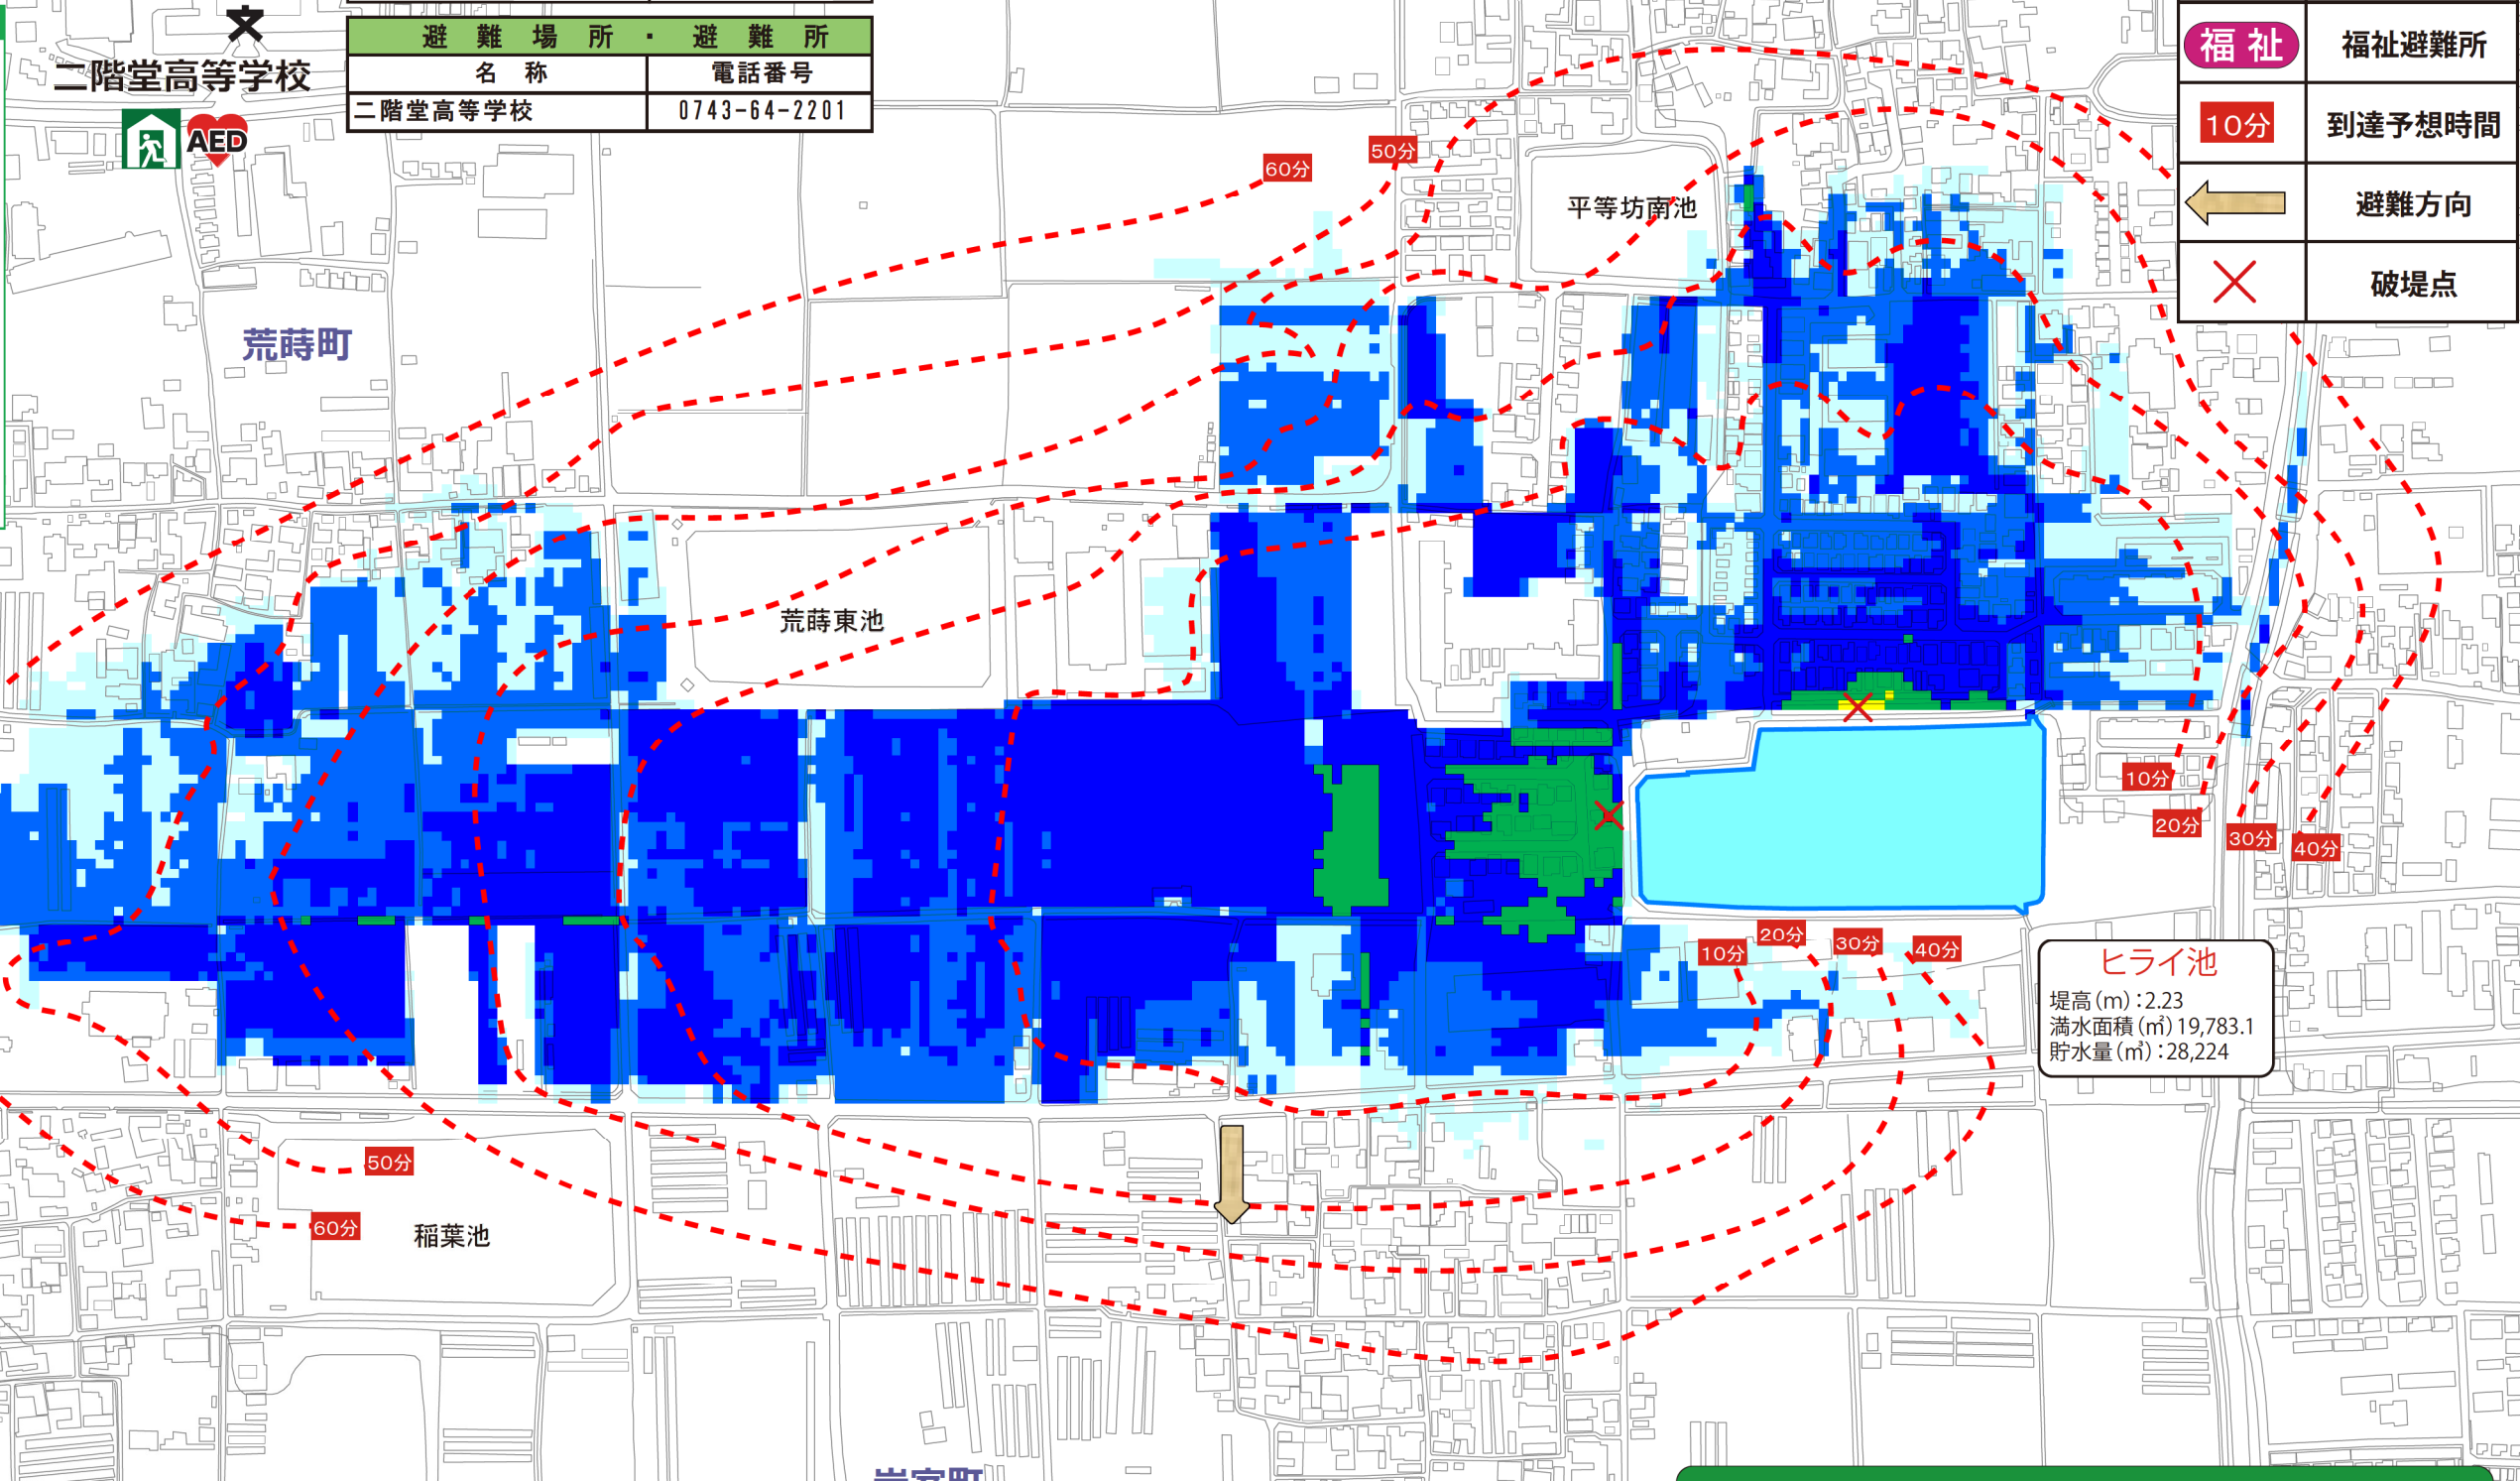 二階堂高等学校
AED
避難場所・避難所
名称 電話番号
二階堂高等学校 0743-64-2201
福祉 福祉避難所
10分 到達予想時間
避難方向
破堤点
60分
50分
平等坊南池
荒蒔町
荒蒔東池
10分
20分
30分
40分
10分
20分
30分
40分
ヒライ池
堤高(m):2.23
満水面積(㎡)19,783.1
貯水量(㎥):28,224
50分
60分
稲葉池